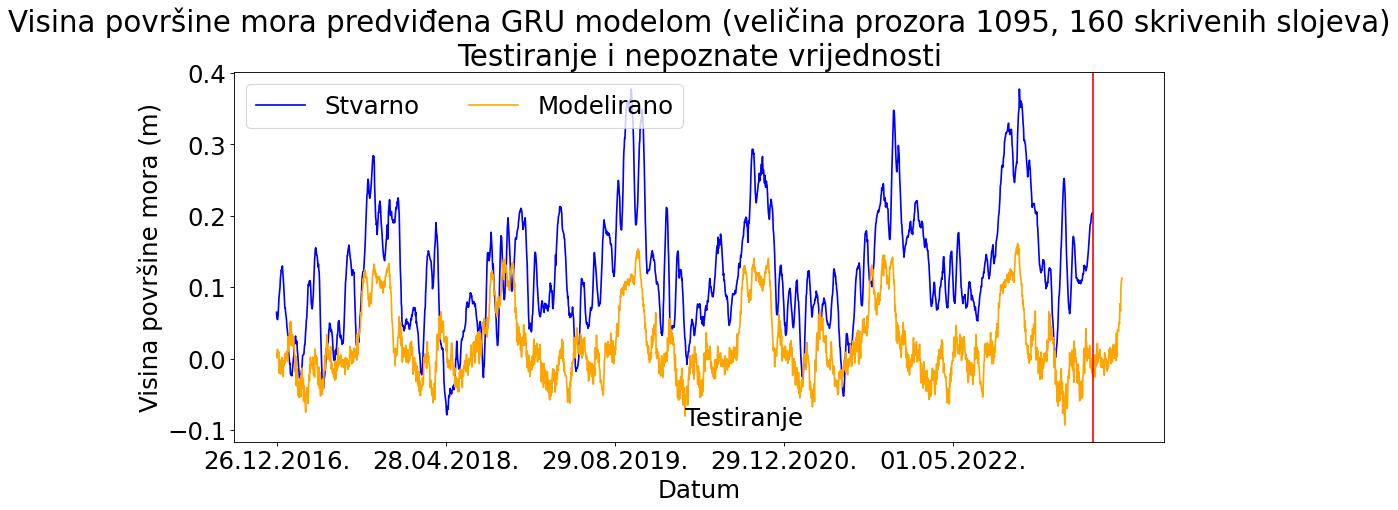 Visina površine mora predviđena GRU modelom (veličina prozora 1095, 160 skrivenih slojeva)
Testiranje i nepoznate vrijednosti
Stvarno
Modelirano
Visina površine mora (m)
0.4
0.3
0.2
0.1
0.0
−0.1
Testiranje
26.12.2016.
28.04.2018.
29.08.2019.
29.12.2020.
01.05.2022.
Datum